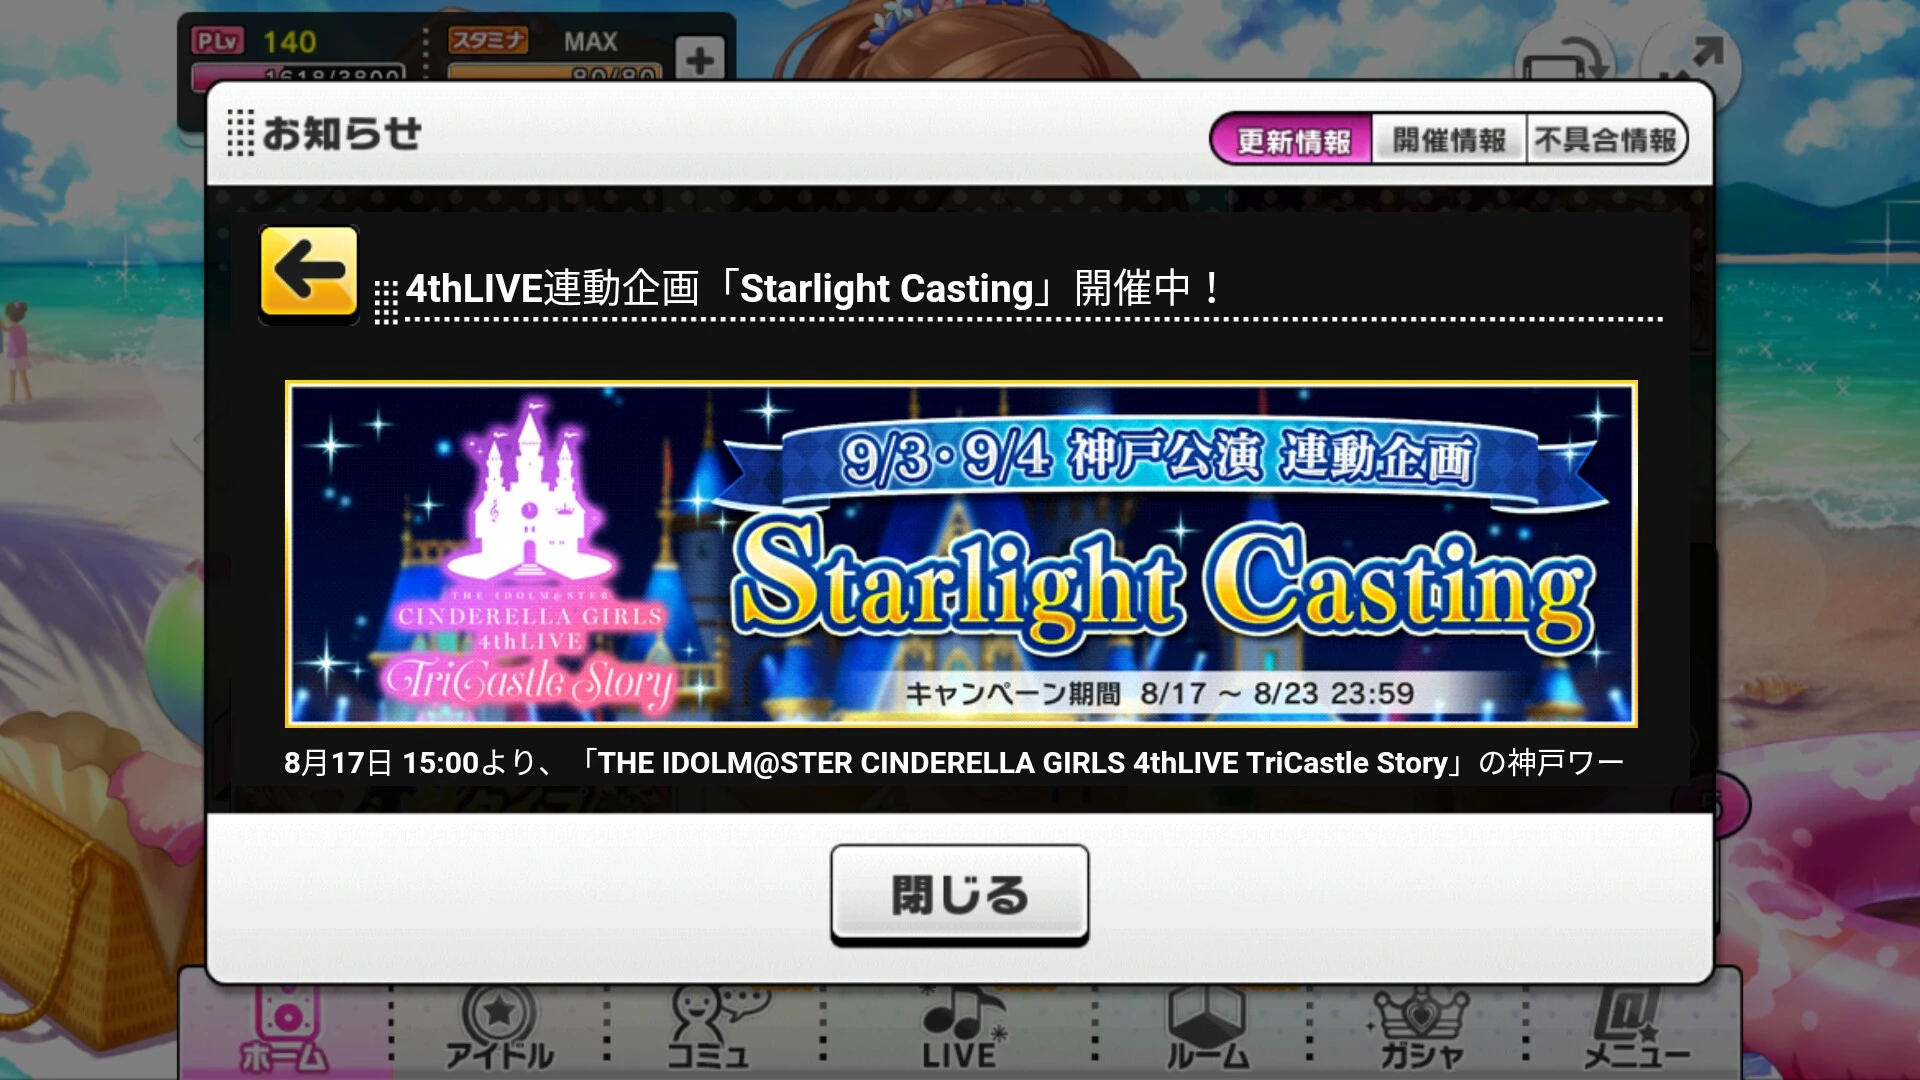 PLv 140 スタミナ MAX
1618/3800 80/80
お知らせ
更新情報 開催情報 不具合情報
4thLIVE連動企画「Starlight Casting」開催中！
9/3・9/4 神戸公演 連動企画
Starlight Casting
THE IDOLM@STER
CINDERELLA GIRLS
4thLIVE
TriCastle Story
キャンペーン期間 8/17 ～ 8/23 23:59
8月17日 15:00より、「THE IDOLM@STER CINDERELLA GIRLS 4thLIVE TriCastle Story」の神戸ワー
5
閉じる
ホーム アイドル コミュ LIVE ルーム ガシャ メニュー